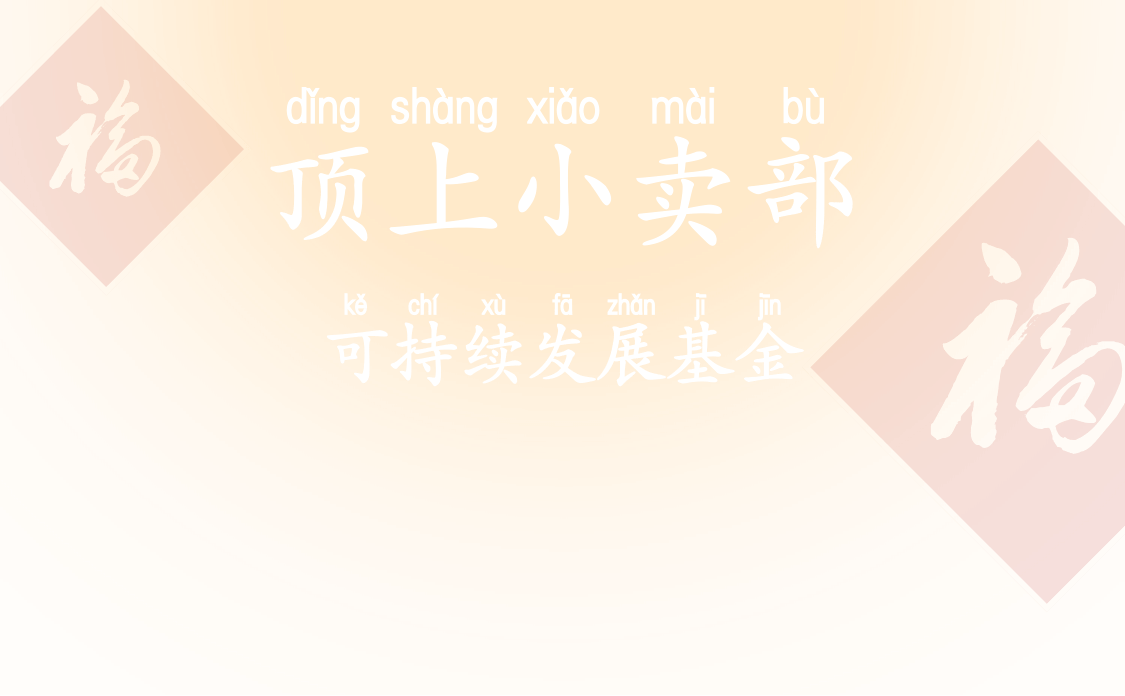 福
dǐng shàng xiǎo mài bù
顶上小卖部
kě chí xù fā zhǎn jī jīn
可持续发展基金
福